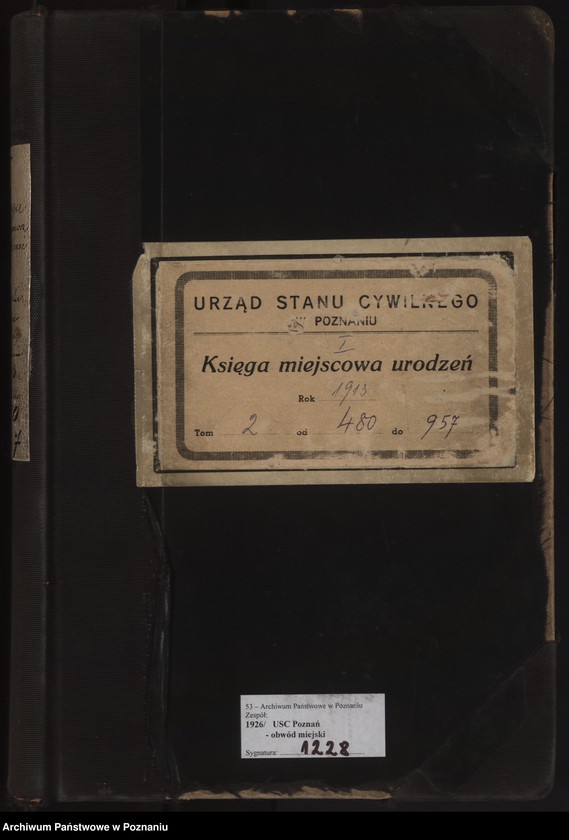 URZĄD STANU CYWILNEGO
W POZNANIU
I
Księga miejscowa urodzeń
Rok 1913
Tom 2 od 480 do 957
53 – Archiwum Państwowe w Poznaniu
Zespół:
1926/ USC Poznań
- obwód miejski
Sygnatura: 1228
Archiwum Państwowe w Poznaniu